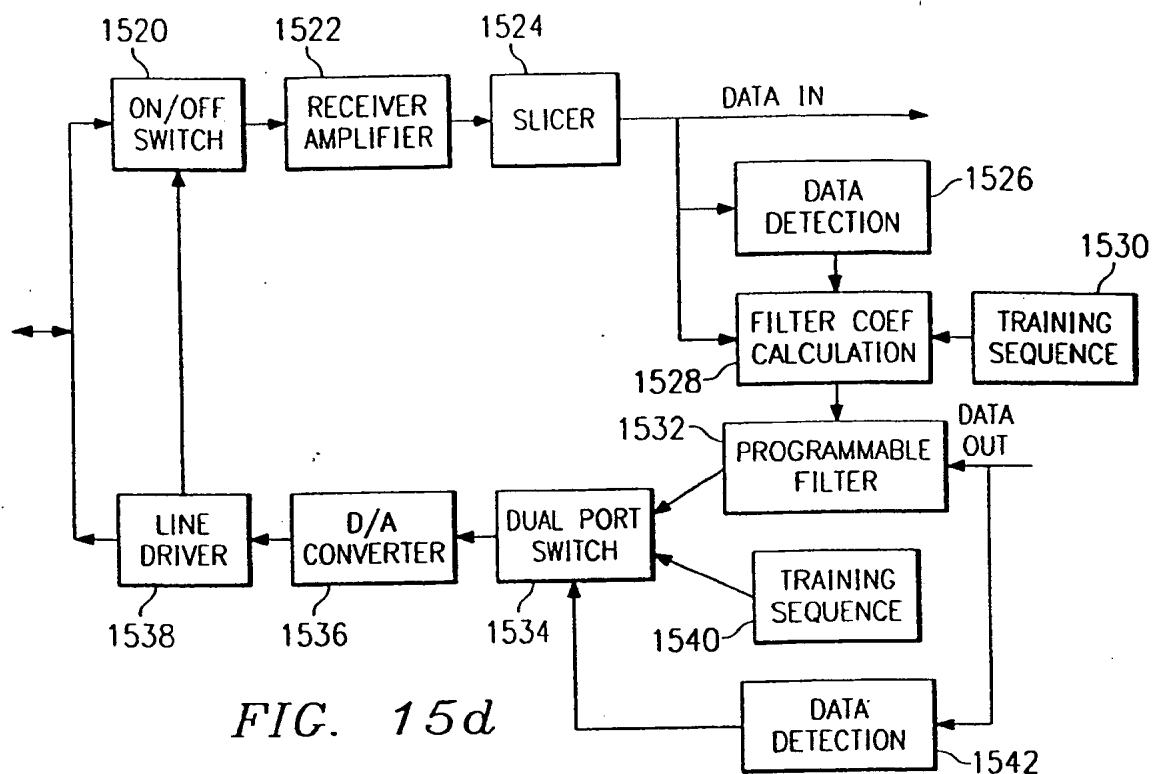 1520
1522
1524
ON/OFF
SWITCH
RECEIVER
AMPLIFIER
SLICER
DATA IN
DATA
DETECTION
1526
1530
FILTER COEF
CALCULATION
TRAINING
SEQUENCE
1528
1532
DATA
OUT
PROGRAMMABLE
FILTER
LINE
DRIVER
D/A
CONVERTER
DUAL PORT
SWITCH
TRAINING
SEQUENCE
1538
1536
1534
1540
FIG. 15d
DATA
DETECTION
1542